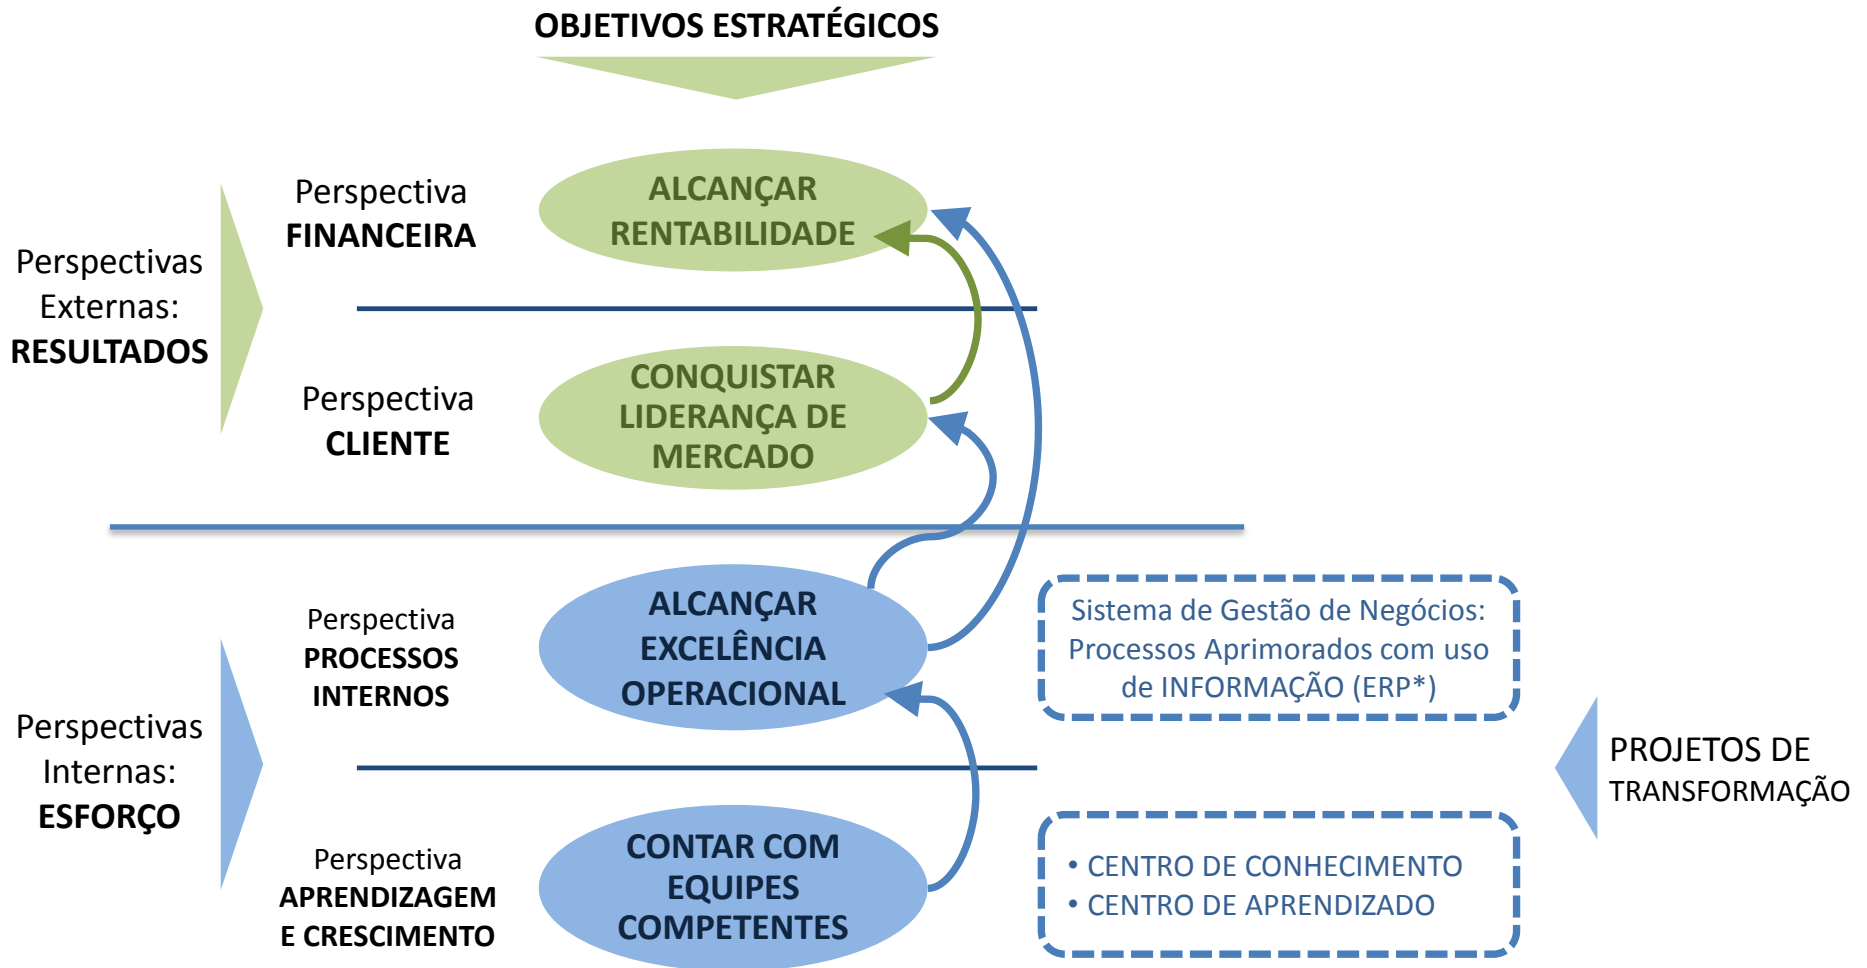 OBJETIVOS ESTRATÉGICOS
Perspectivas
Externas:
RESULTADOS
Perspectiva
FINANCEIRA
ALCANÇAR
RENTABILIDADE
Perspectiva
CLIENTE
CONQUISTAR
LIDERANÇA DE
MERCADO
Perspectivas
Internas:
ESFORÇO
Perspectiva
PROCESSOS
INTERNOS
ALCANÇAR
EXCELÊNCIA
OPERACIONAL
Sistema de Gestão de Negócios:
Processos Aprimorados com uso
de INFORMAÇÃO (ERP*)
Perspectiva
APRENDIZAGEM
E CRESCIMENTO
CONTAR COM
EQUIPES
COMPETENTES
• CENTRO DE CONHECIMENTO
• CENTRO DE APRENDIZADO
PROJETOS DE
TRANSFORMAÇÃO